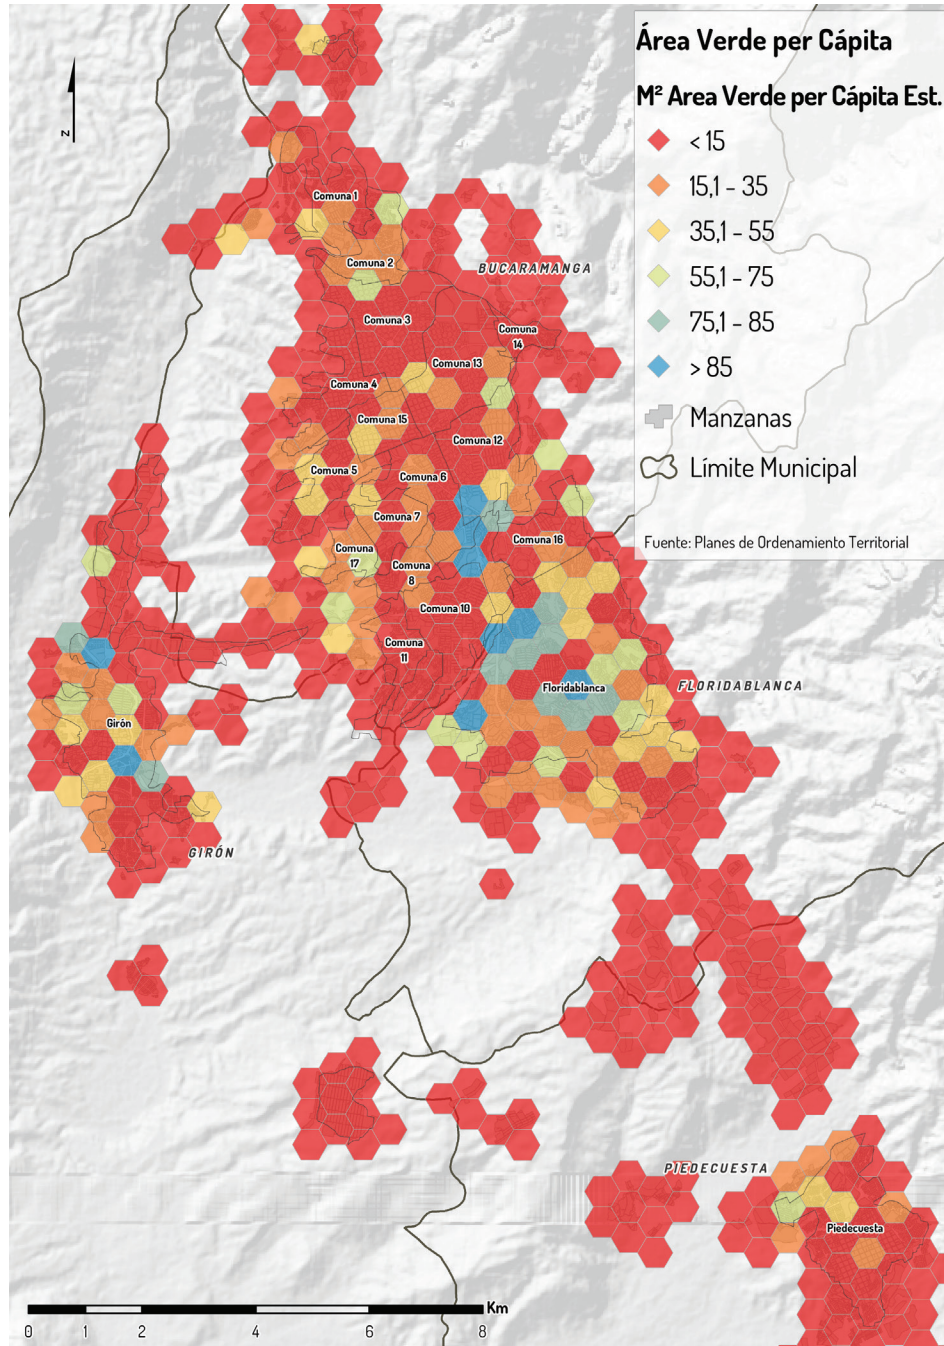 Área Verde per Cápita
M² Area Verde per Cápita Est.
< 15
15,1 - 35
35,1 - 55
55,1 - 75
75,1 - 85
> 85
Manzanas
Límite Municipal
Fuente: Planes de Ordenamiento Territorial
N
Comuna 1
Comuna 2
BUCARAMANGA
Comuna 3
Comuna
14
Comuna 13
Comuna 4
Comuna 15
Comuna 12
Comuna 5
Comuna 6
Comuna 7
Comuna 16
Comuna
17
Comuna
8
Comuna 10
Comuna
11
Floridablanca
FLORIDABLANCA
Girón
GIRÓN
PIEDECUESTA
Piedecuesta
Km
0 1 2 4 6 8